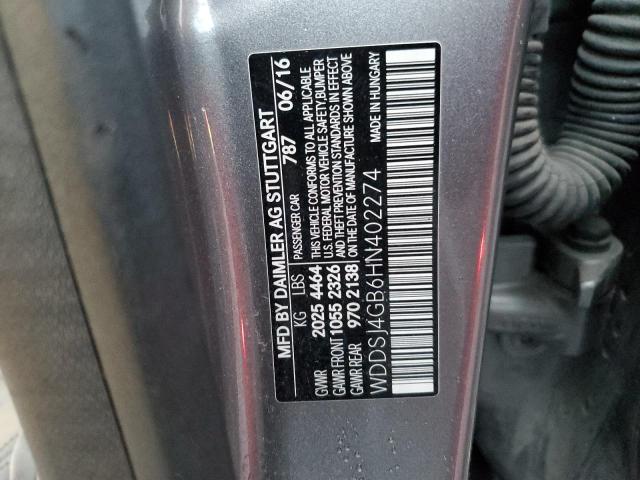 MFD BY DAIMLER AG STUTTGART
KG LBS PASSENGER CAR 787 06/16
GVWR 2025 4464 THIS VEHICLE CONFORMS TO ALL APPLICABLE
GAWR FRONT 1055 2326 U.S. FEDERAL MOTOR VEHICLE SAFETY,BUMPER
GAWR REAR 970 2138 AND THEFT PREVENTION STANDARDS IN EFFECT
ON THE DATE OF MANUFACTURE SHOWN ABOVE
WDDSJ4GB6HN402274 MADE IN HUNGARY